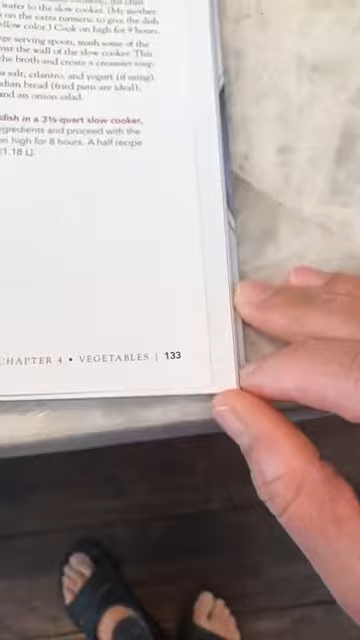 water to the slow cooker. (My mother-
on the extra turmeric to give the dish
yellow color.) Cook on high for 9 hours.
ge serving spoon, mash some of the
nst the wall of the slow cooker. This
the broth and create a creamier soup.
salt, cilantro, and yogurt (if using).
dian bread (fried puris are ideal),
and an onion salad.
dish in a 3½-quart slow cooker,
gredients and proceed with the
on high for 8 hours. A half recipe
(1.18 L).
CHAPTER 4 • VEGETABLES | 133